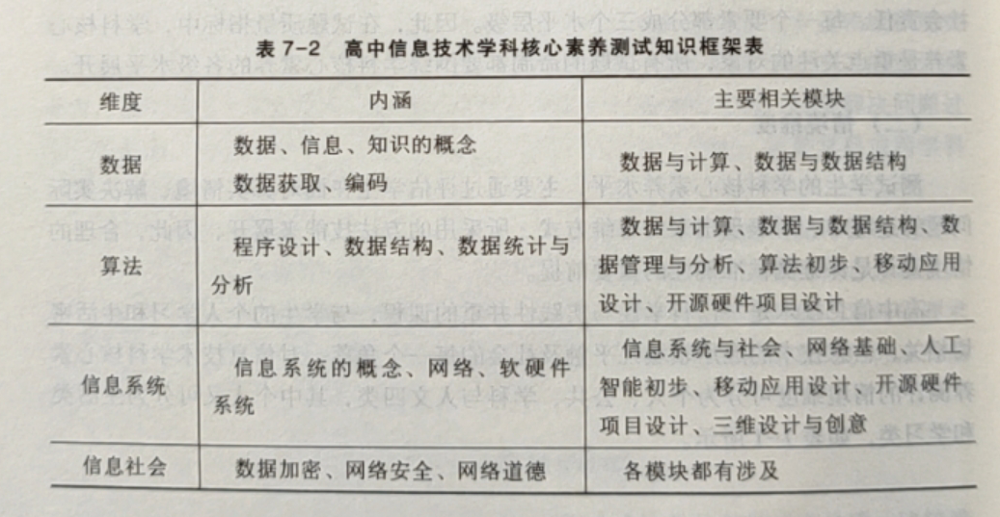 表 7-2 高中信息技术学科核心素养测试知识框架表
维度 内涵 主要相关模块
数据
数据、信息、知识的概念
数据获取、编码
数据与计算、数据与数据结构
算法
程序设计、数据结构、数据统计与
分析
数据与计算、数据与数据结构、数
据管理与分析、算法初步、移动应用
设计、开源硬件项目设计
信息系统
信息系统的概念、网络、软硬件
系统
信息系统与社会、网络基础、人工
智能初步、移动应用设计、开源硬件
项目设计、三维设计与创意
信息社会 数据加密、网络安全、网络道德 各模块都有涉及